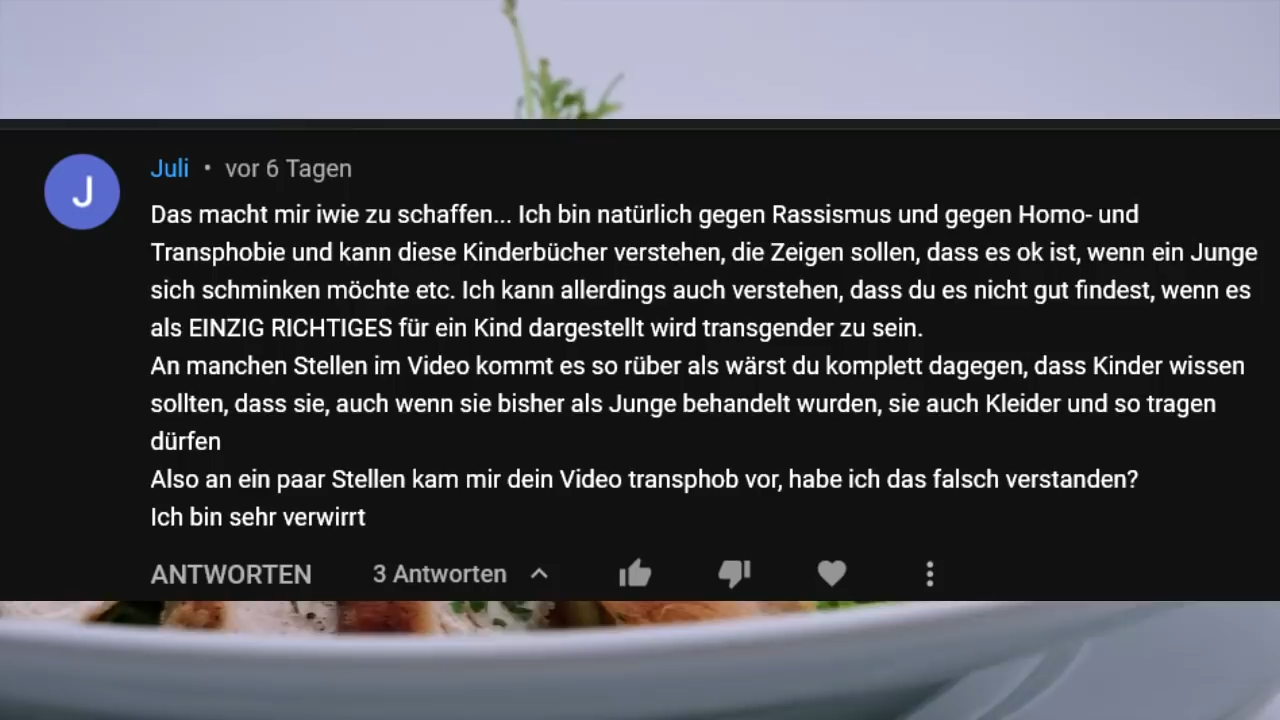 J
Juli • vor 6 Tagen
Das macht mir iwie zu schaffen... Ich bin natürlich gegen Rassismus und gegen Homo- und
Transphobie und kann diese Kinderbücher verstehen, die Zeigen sollen, dass es ok ist, wenn ein Junge
sich schminken möchte etc. Ich kann allerdings auch verstehen, dass du es nicht gut findest, wenn es
als EINZIG RICHTIGES für ein Kind dargestellt wird transgender zu sein.
An manchen Stellen im Video kommt es so rüber als wärst du komplett dagegen, dass Kinder wissen
sollten, dass sie, auch wenn sie bisher als Junge behandelt wurden, sie auch Kleider und so tragen
dürfen
Also an ein paar Stellen kam mir dein Video transphob vor, habe ich das falsch verstanden?
Ich bin sehr verwirrt
ANTWORTEN 3 Antworten